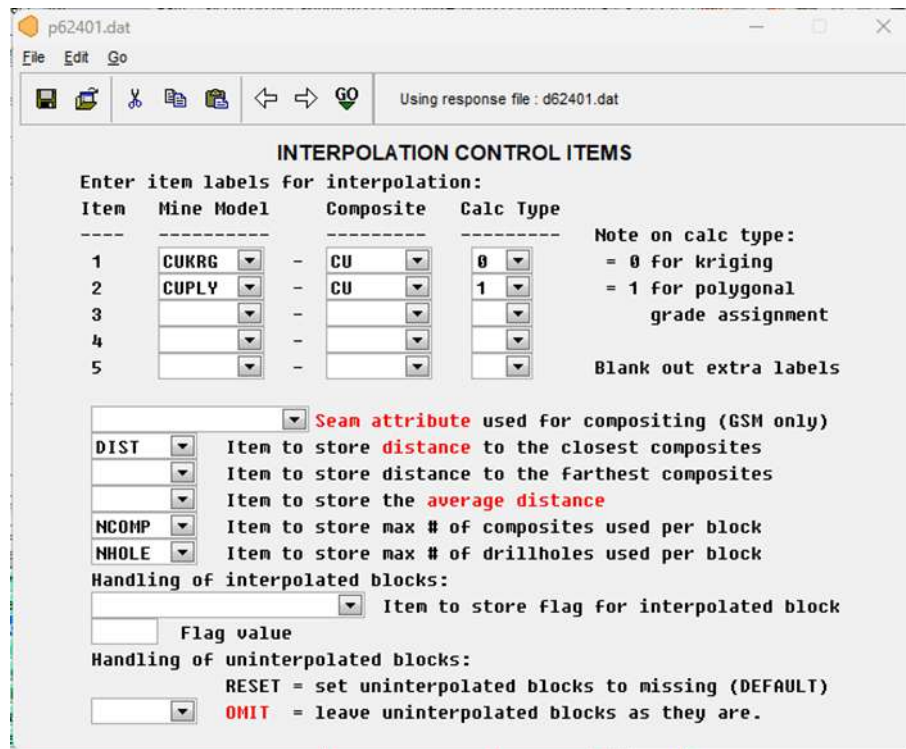 p62401.dat
File Edit Go
GO Using response file : d62401.dat
INTERPOLATION CONTROL ITEMS
Enter item labels for interpolation:
Item Mine Model Composite Calc Type
---- ---------- --------- --------- Note on calc type:
1 CUKRG - CU 0 = 0 for kriging
2 CUPLY - CU 1 = 1 for polygonal
3 - grade assignment
4 -
5 - Blank out extra labels
Seam attribute used for compositing (GSM only)
DIST Item to store distance to the closest composites
Item to store distance to the farthest composites
Item to store the average distance
NCOMP Item to store max # of composites used per block
NHOLE Item to store max # of drillholes used per block
Handling of interpolated blocks:
Item to store flag for interpolated block
Flag value
Handling of uninterpolated blocks:
RESET = set uninterpolated blocks to missing (DEFAULT)
OMIT = leave uninterpolated blocks as they are.